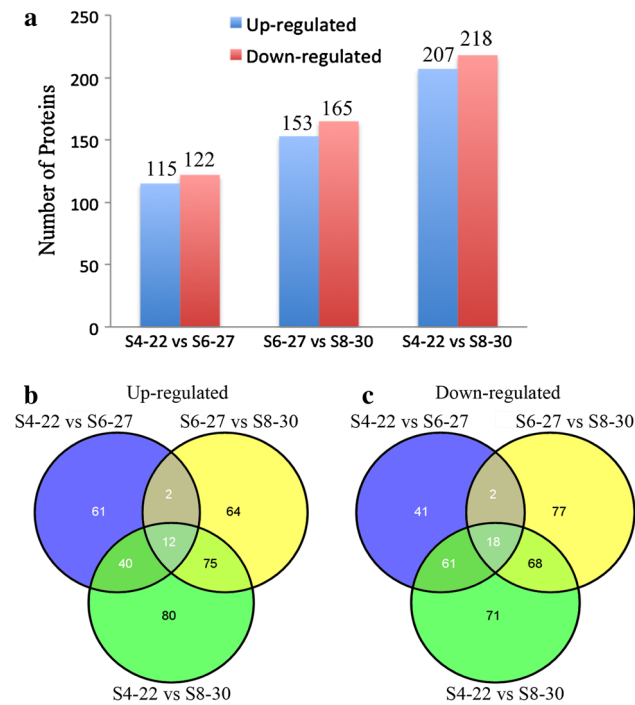 a
250
200
150
100
50
0
Number of Proteins
Up-regulated
Down-regulated
115 122
153 165
207 218
S4-22 vs S6-27 S6-27 vs S8-30 S4-22 vs S8-30
b Up-regulated
S4-22 vs S6-27 S6-27 vs S8-30
61 2 64
12
40 75
80
S4-22 vs S8-30
c Down-regulated
S4-22 vs S6-27 S6-27 vs S8-30
41 2 77
18
61 68
71
S4-22 vs S8-30